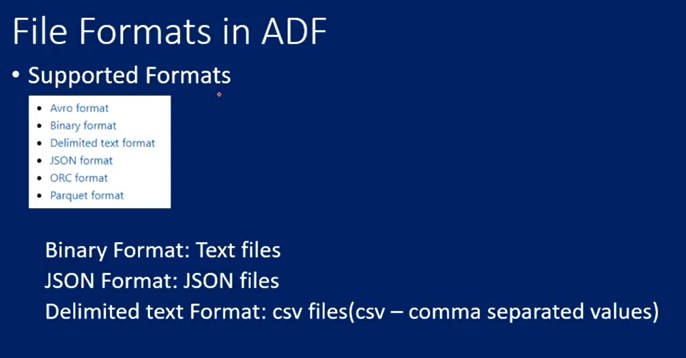 File Formats in ADF
• Supported Formats
• Avro format
• Binary format
• Delimited text format
• JSON format
• ORC format
• Parquet format
Binary Format: Text files
JSON Format: JSON files
Delimited text Format: csv files(csv – comma separated values)